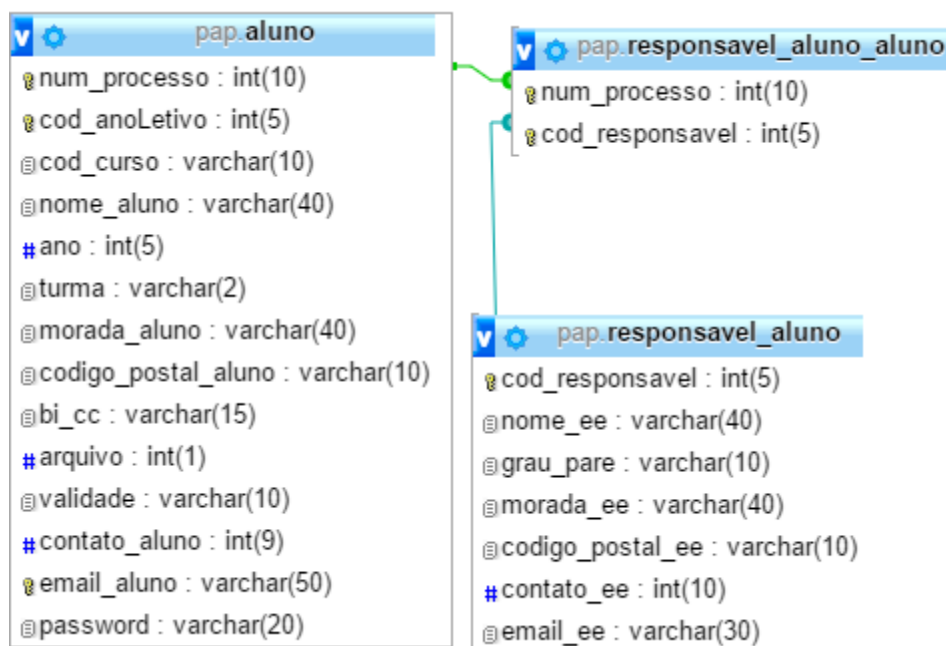 pap.aluno
num_processo : int(10)
cod_anoLetivo : int(5)
cod_curso : varchar(10)
nome_aluno : varchar(40)
# ano : int(5)
turma : varchar(2)
morada_aluno : varchar(40)
codigo_postal_aluno : varchar(10)
bi_cc : varchar(15)
# arquivo : int(1)
validade : varchar(10)
# contato_aluno : int(9)
email_aluno : varchar(50)
password : varchar(20)
pap.responsavel_aluno_aluno
num_processo : int(10)
cod_responsavel : int(5)
pap.responsavel_aluno
cod_responsavel : int(5)
nome_ee : varchar(40)
grau_pare : varchar(10)
morada_ee : varchar(40)
codigo_postal_ee : varchar(10)
# contato_ee : int(10)
email_ee : varchar(30)